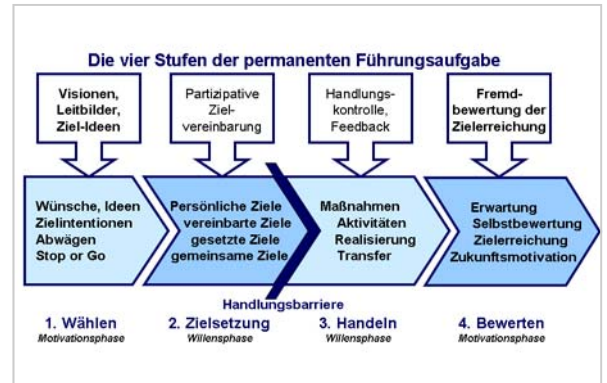 Die vier Stufen der permanenten Führungsaufgabe
Visionen,
Leitbilder,
Ziel-Ideen
Partizipative
Ziel-
vereinbarung
Handlungs-
kontrolle,
Feedback
Fremd-
bewertung der
Zielerreichung
Wünsche, Ideen
Zielintentionen
Abwägen
Stop or Go
Persönliche Ziele
vereinbarte Ziele
gesetzte Ziele
gemeinsame Ziele
Maßnahmen
Aktivitäten
Realisierung
Transfer
Erwartung
Selbstbewertung
Zielerreichung
Zukunftsmotivation
Handlungsbarriere
1. Wählen
Motivationsphase
2. Zielsetzung
Willensphase
3. Handeln
Willensphase
4. Bewerten
Motivationsphase